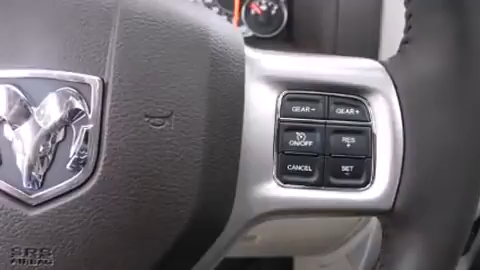 GEAR- GEAR+
ON/OFF RES +
CANCEL SET -
SRS
AIRBAG